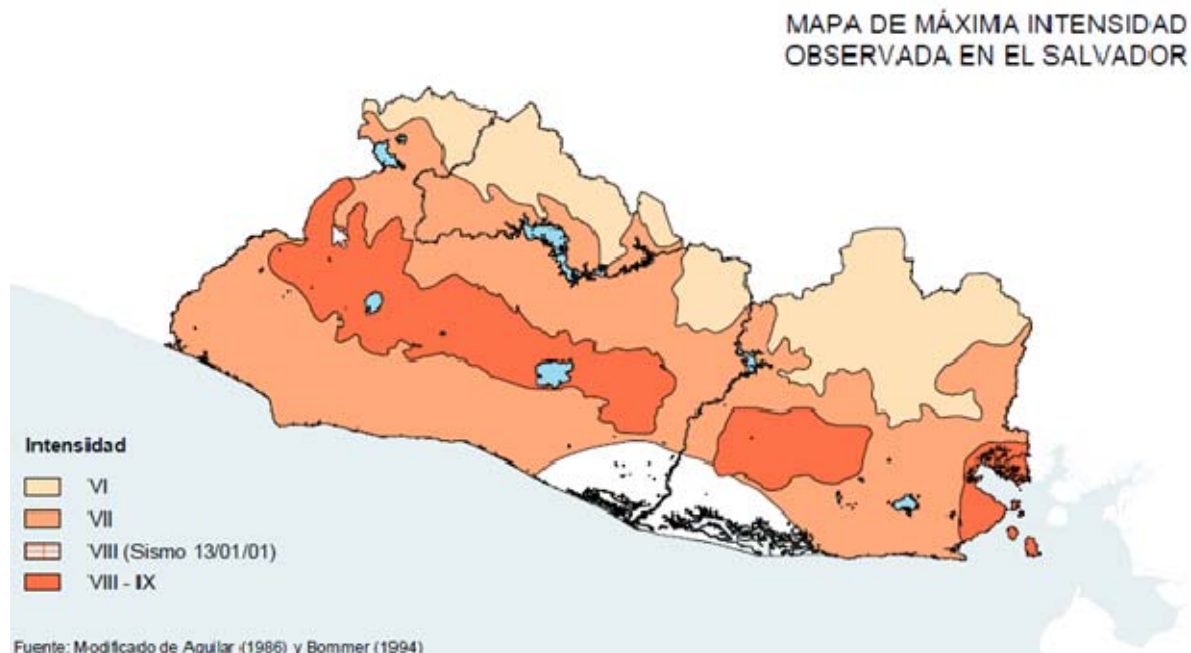 MAPA DE MÁXIMA INTENSIDAD
OBSERVADA EN EL SALVADOR
Intensidad
VI
VII
VIII (Sismo 13/01/01)
VIII - IX
Fuente: Modificado de Aguilar (1986) y Bommer (1994)